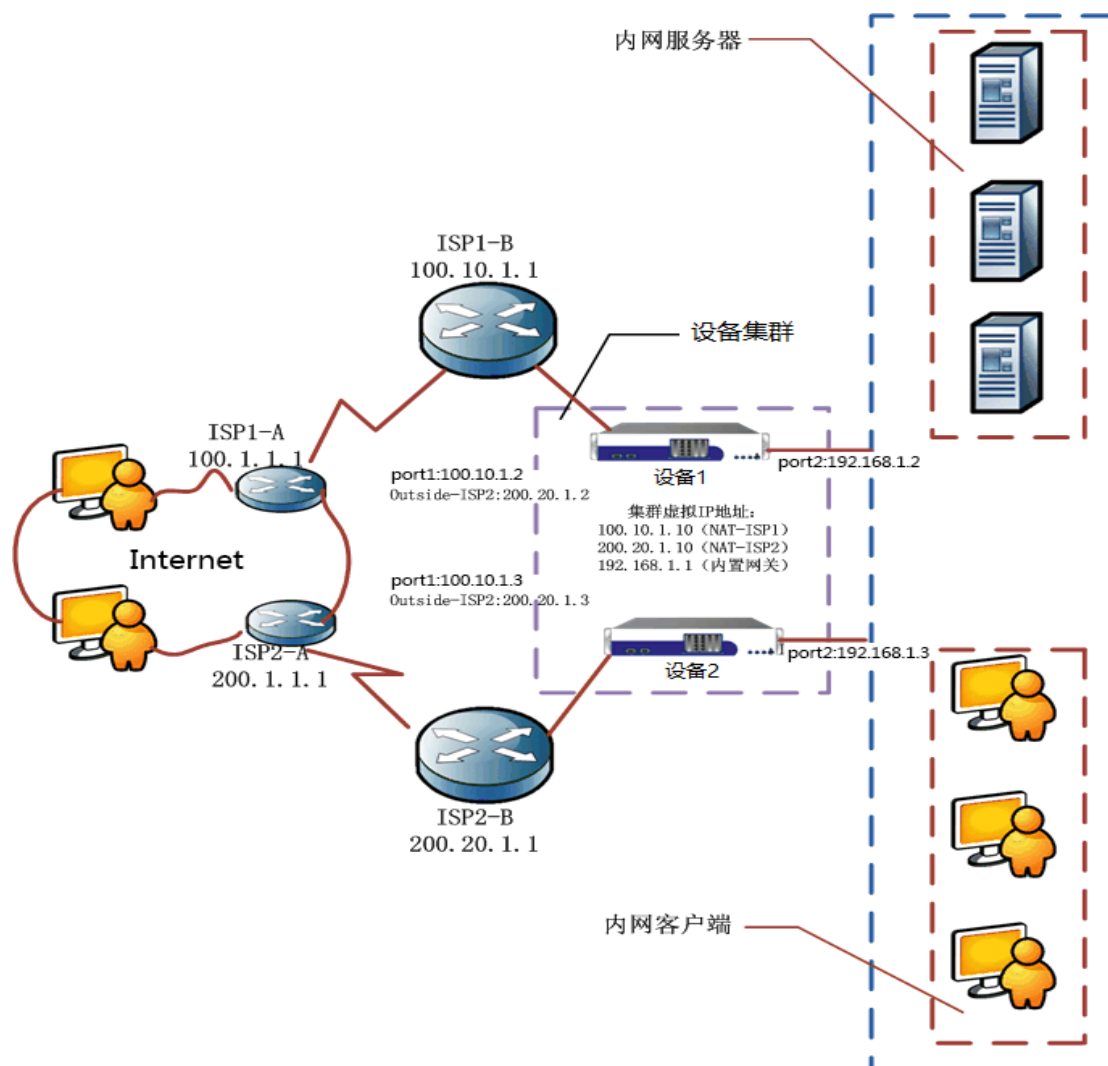 内网服务器
ISP1-B
100.10.1.1
设备集群
ISP1-A
100.1.1.1
port1:100.10.1.2
Outside-ISP2:200.20.1.2
设备1
port2:192.168.1.2
集群虚拟IP地址:
100.10.1.10（NAT-ISP1）
200.20.1.10（NAT-ISP2）
192.168.1.1（内置网关）
Internet
port1:100.10.1.3
Outside-ISP2:200.20.1.3
ISP2-A
200.1.1.1
设备2
port2:192.168.1.3
ISP2-B
200.20.1.1
内网客户端